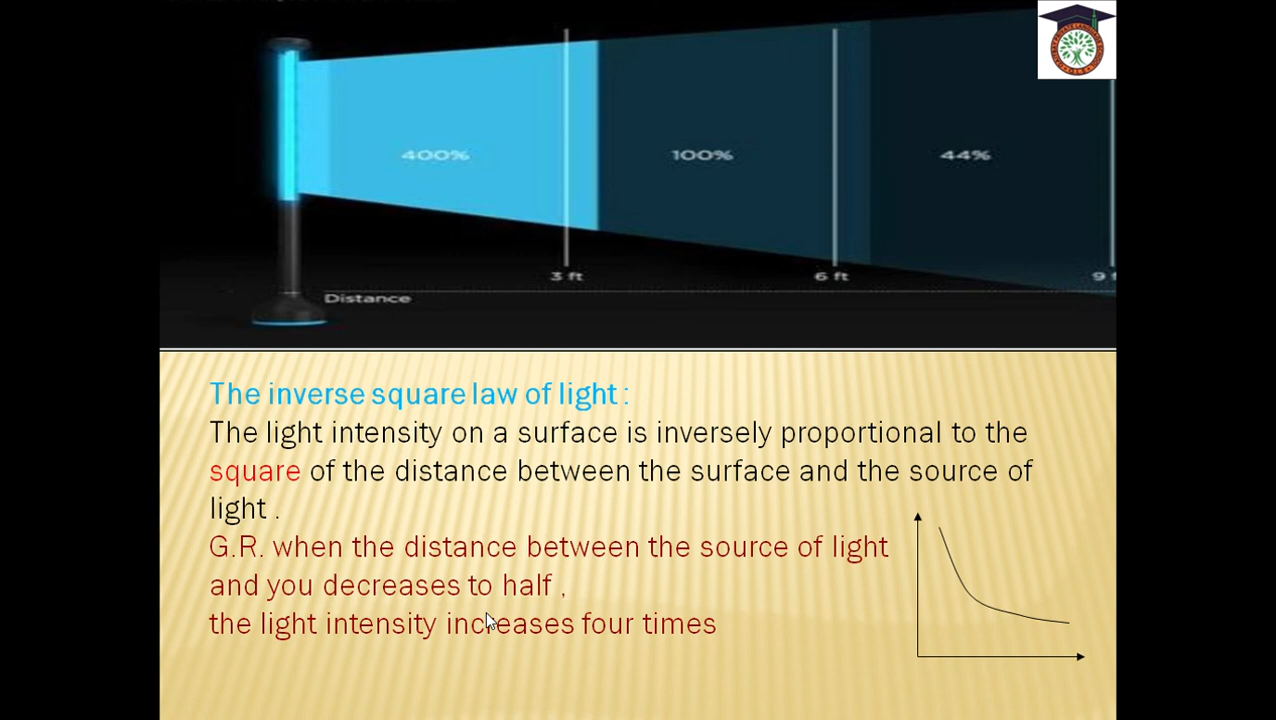 400%
100%
44%
3 ft
6 ft
9
Distance
The inverse square law of light :
The light intensity on a surface is inversely proportional to the
square of the distance between the surface and the source of
light .
G.R. when the distance between the source of light
and you decreases to half ,
the light intensity increases four times